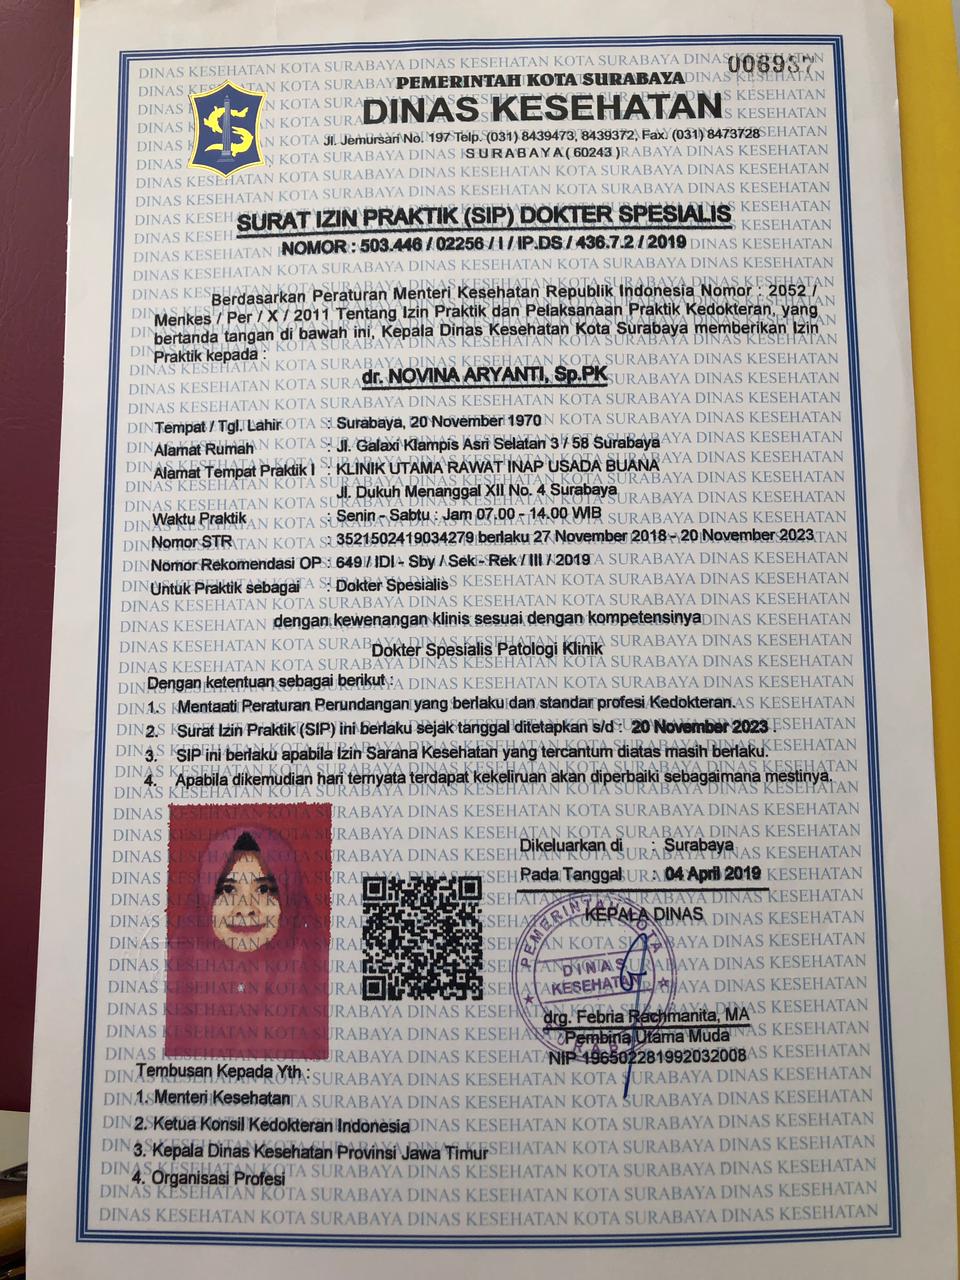 006937
PEMERINTAH KOTA SURABAYA
DINAS KESEHATAN
Jl. Jemursari No. 197 Telp. (031) 8439473, 8439372, Fax. (031) 8473728
SURABAYA ( 60243 )
SURAT IZIN PRAKTIK (SIP) DOKTER SPESIALIS
NOMOR : 503.446 / 02256 / I / IP.DS / 436.7.2 / 2019
Berdasarkan Peraturan Menteri Kesehatan Republik Indonesia Nomor : 2052 /
Menkes / Per / X / 2011 Tentang Izin Praktik dan Pelaksanaan Praktik Kedokteran, yang
bertanda tangan di bawah ini, Kepala Dinas Kesehatan Kota Surabaya memberikan Izin
Praktik kepada :
dr. NOVINA ARYANTI, Sp.PK
Tempat / Tgl. Lahir : Surabaya, 20 November 1970
Alamat Rumah : Jl. Galaxi Klampis Asri Selatan 3 / 58 Surabaya
Alamat Tempat Praktik I : KLINIK UTAMA RAWAT INAP USADA BUANA
Jl. Dukuh Menanggal XII No. 4 Surabaya
Waktu Praktik : Senin - Sabtu : Jam 07.00 - 14.00 WIB
Nomor STR : 3521502419034279 berlaku 27 November 2018 - 20 November 2023
Nomor Rekomendasi OP : 649 / IDI - Sby / Sek - Rek / III / 2019
Untuk Praktik sebagai : Dokter Spesialis
dengan kewenangan klinis sesuai dengan kompetensinya
Dokter Spesialis Patologi Klinik
Dengan ketentuan sebagai berikut :
1. Mentaati Peraturan Perundangan yang berlaku dan standar profesi Kedokteran.
2. Surat Izin Praktik (SIP) ini berlaku sejak tanggal ditetapkan s/d : 20 November 2023 .
3. SIP ini berlaku apabila Izin Sarana Kesehatan yang tercantum diatas masih berlaku.
4. Apabila dikemudian hari ternyata terdapat kekeliruan akan diperbaiki sebagaimana mestinya.
Dikeluarkan di : Surabaya
Pada Tanggal : 04 April 2019
KEPALA DINAS
PEMERINTAH KOTA
DINAS
KESEHATAN
SURABAYA
drg. Febria Rachmanita, MA
Pembina Utama Muda
NIP 196502281992032008
Tembusan Kepada Yth :
1. Menteri Kesehatan
2. Ketua Konsil Kedokteran Indonesia
3. Kepala Dinas Kesehatan Provinsi Jawa Timur
4. Organisasi Profesi